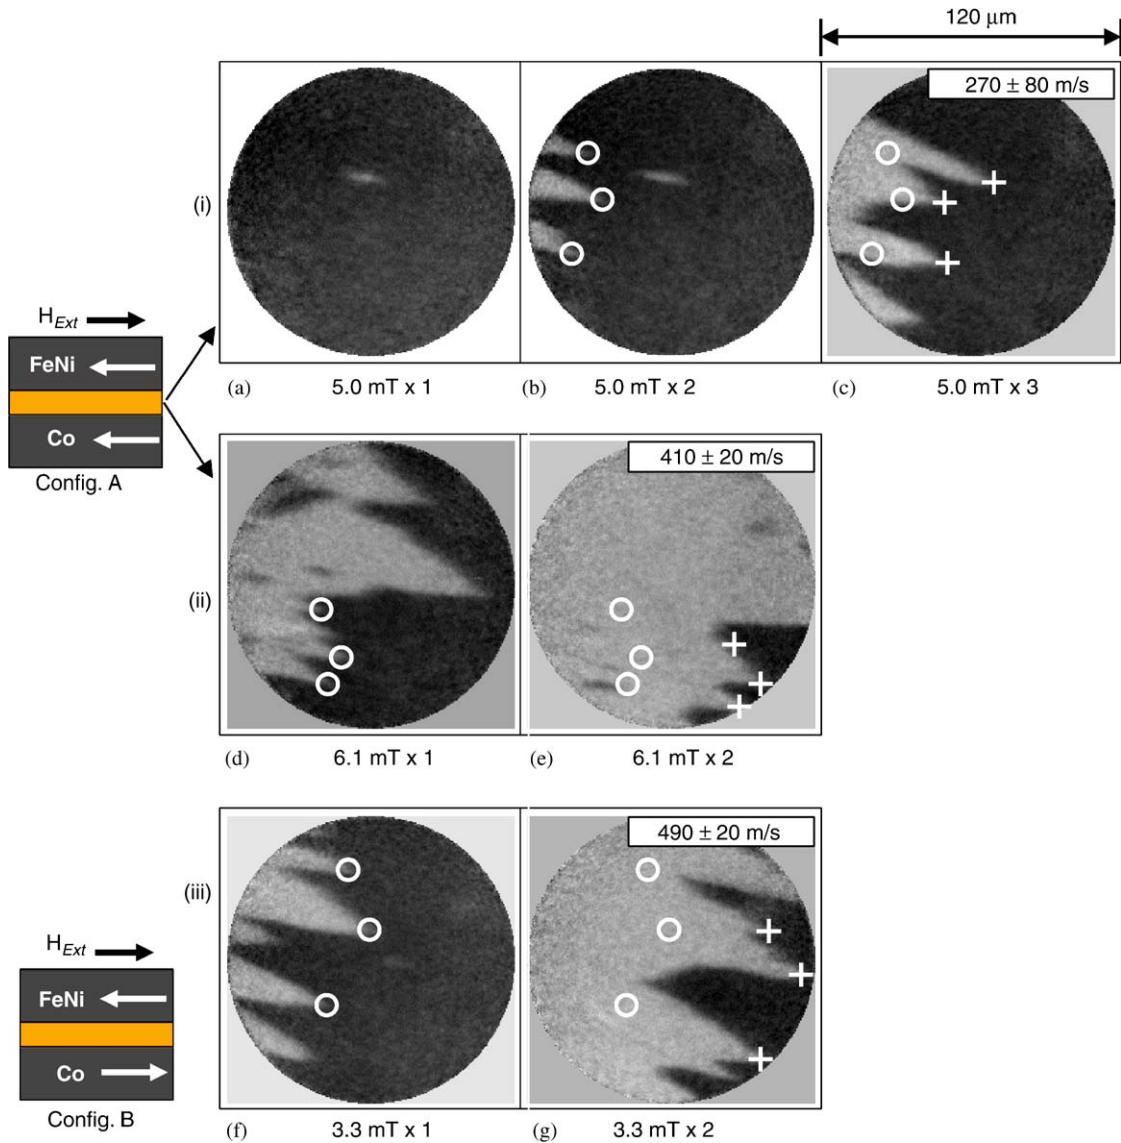 120 μm
270 ± 80 m/s
(i)
H_Ext
FeNi
Co
Config. A
(a) 5.0 mT x 1
(b) 5.0 mT x 2
(c) 5.0 mT x 3
410 ± 20 m/s
(ii)
(d) 6.1 mT x 1
(e) 6.1 mT x 2
490 ± 20 m/s
(iii)
H_Ext
FeNi
Co
Config. B
(f) 3.3 mT x 1
(g) 3.3 mT x 2